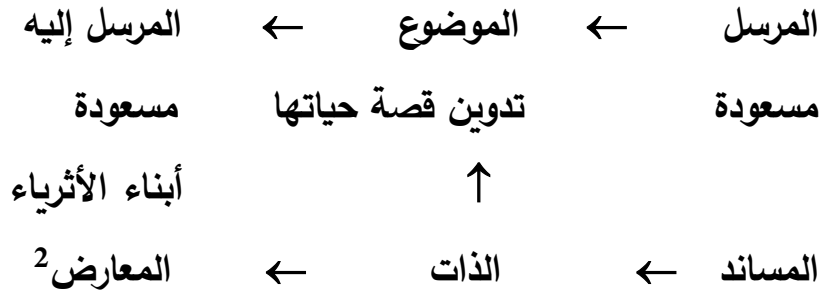 المرسل ← الموضوع ← المرسل إليه
مسعودة تدوين قصة حياتها مسعودة
↑ أبناء الأثرياء
المساند ← الذات ← المعارض2